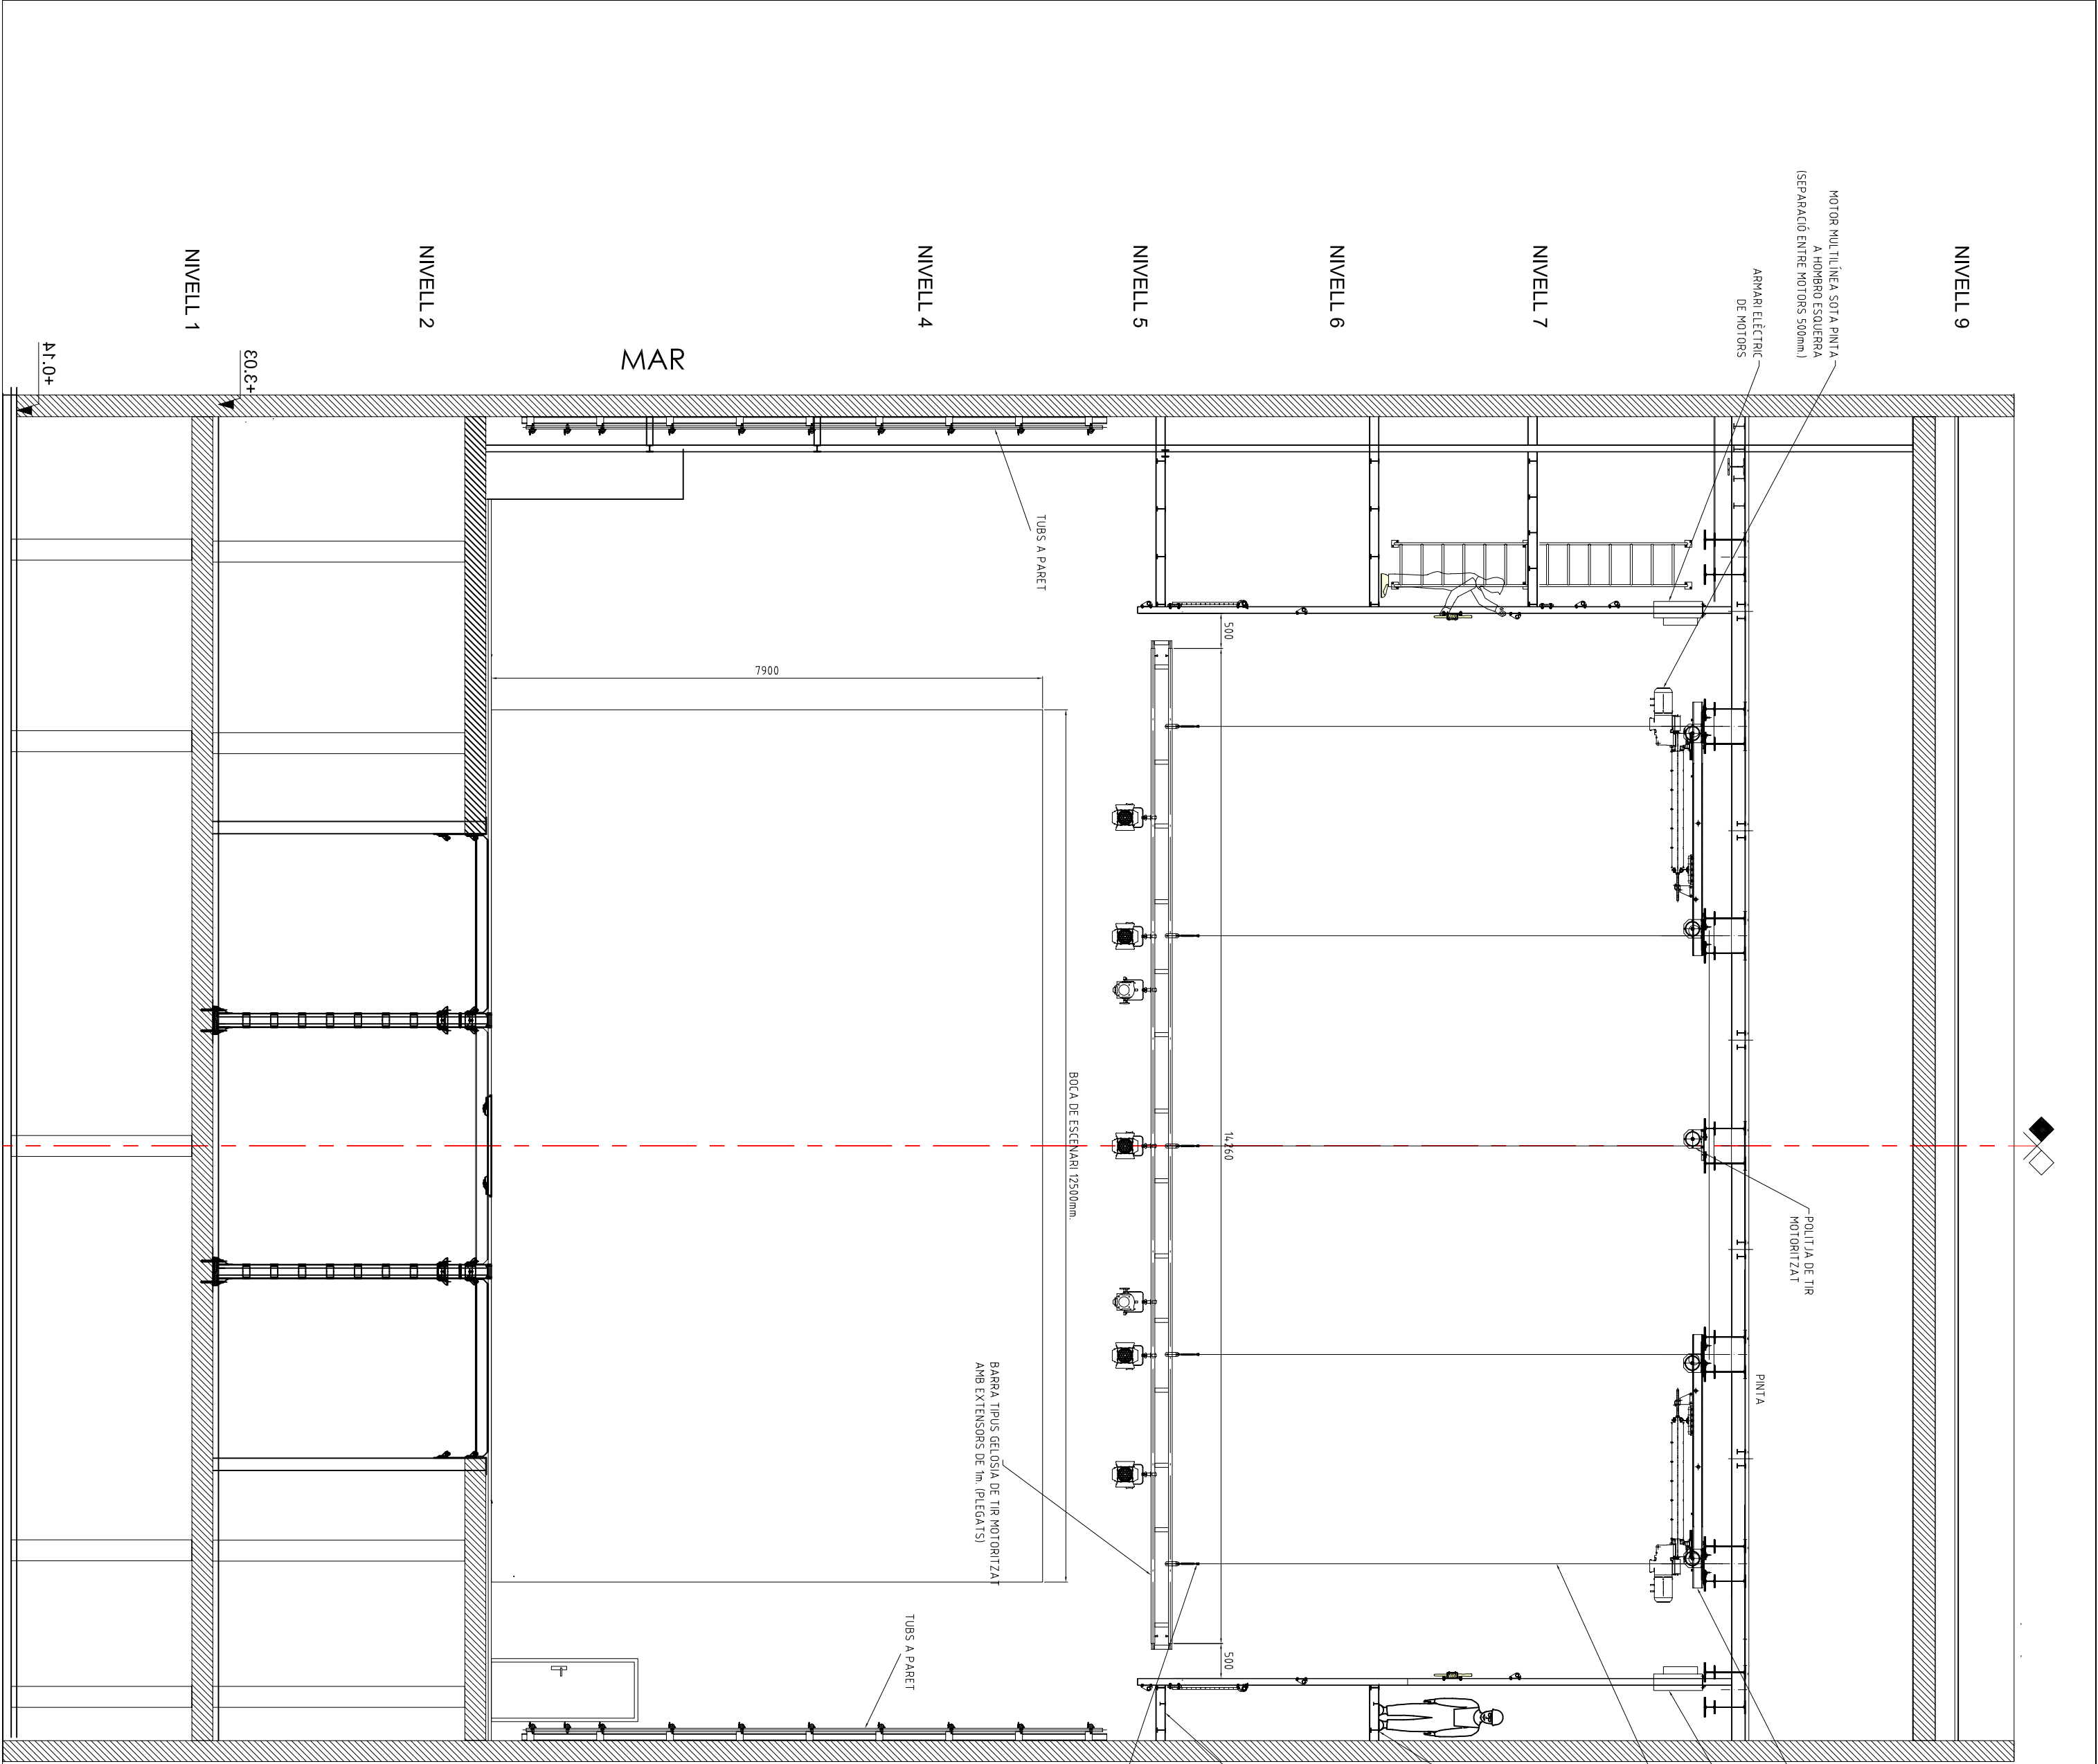 NIVELL 9
MOTOR MULTILÍNEA SOTA PINTA
A HOMBRO ESQUERRA
(SEPARACIÓ ENTRE MOTORS 500mm.)
ARMARI ELÈCTRIC
DE MOTORS
NIVELL 7
NIVELL 6
NIVELL 5
NIVELL 4
NIVELL 2
NIVELL 1
MAR
+3.03
+0.14
TUBS A PARET
500
7900
14260
BOCA DE ESCENARI 12500mm.
POLITJA DE TIR
MOTORITZAT
PINTA
BARRA TIPUS GELOSIA DE TIR MOTORITZAT
AMB EXTENSORS DE 1m. (PLEGATS)
500
TUBS A PARET